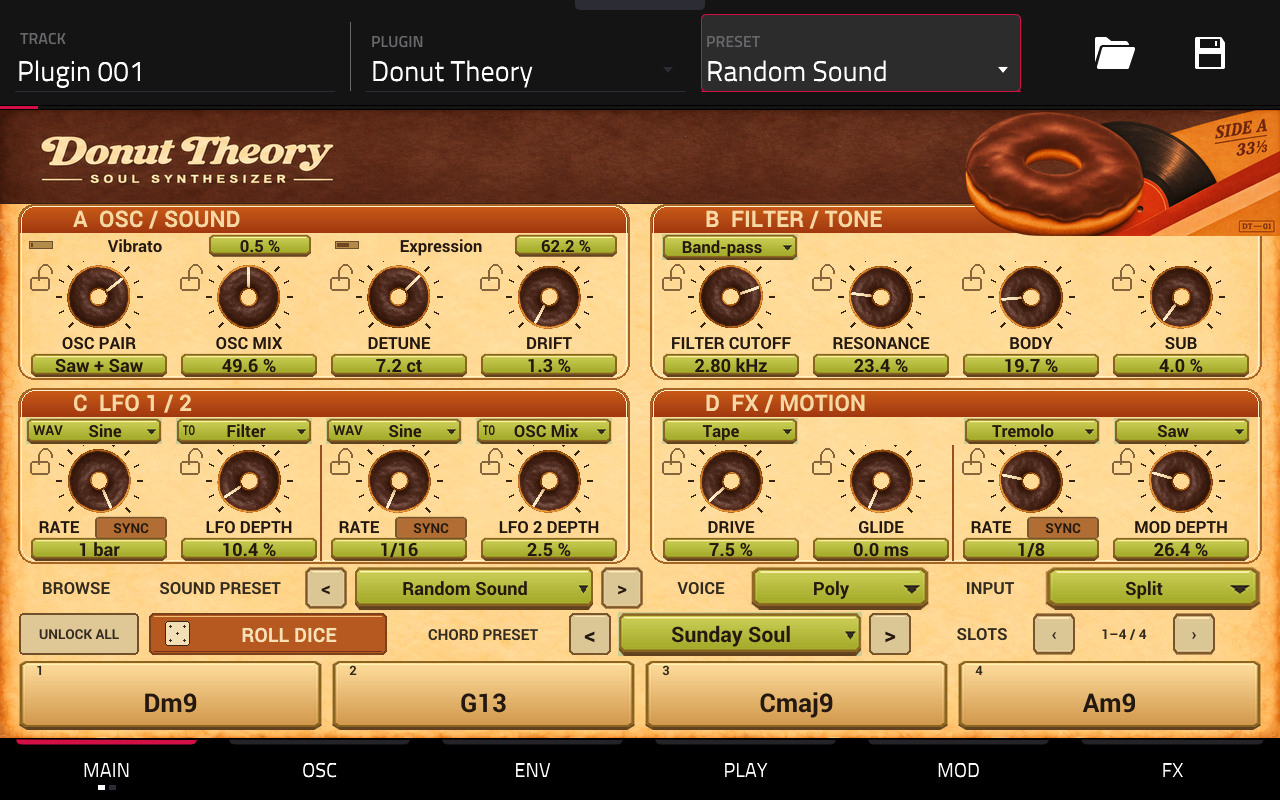 TRACK
Plugin 001
PLUGIN
Donut Theory
PRESET
Random Sound
Donut Theory
SOUL SYNTHESIZER
SIDE A
33⅓
DT—01
A OSC / SOUND
Vibrato 0.5 % Expression 62.2 %
OSC PAIR OSC MIX DETUNE DRIFT
Saw + Saw 49.6 % 7.2 ct 1.3 %
B FILTER / TONE
Band-pass
FILTER CUTOFF RESONANCE BODY SUB
2.80 kHz 23.4 % 19.7 % 4.0 %
C LFO 1 / 2
WAV Sine TO Filter WAV Sine TO OSC Mix
RATE SYNC LFO DEPTH RATE SYNC LFO 2 DEPTH
1 bar 10.4 % 1/16 2.5 %
D FX / MOTION
Tape Tremolo Saw
DRIVE GLIDE RATE SYNC MOD DEPTH
7.5 % 0.0 ms 1/8 26.4 %
BROWSE SOUND PRESET < Random Sound > VOICE Poly INPUT Split
UNLOCK ALL ROLL DICE CHORD PRESET < Sunday Soul > SLOTS ‹ 1–4 / 4 ›
1 Dm9
2 G13
3 Cmaj9
4 Am9
MAIN OSC ENV PLAY MOD FX